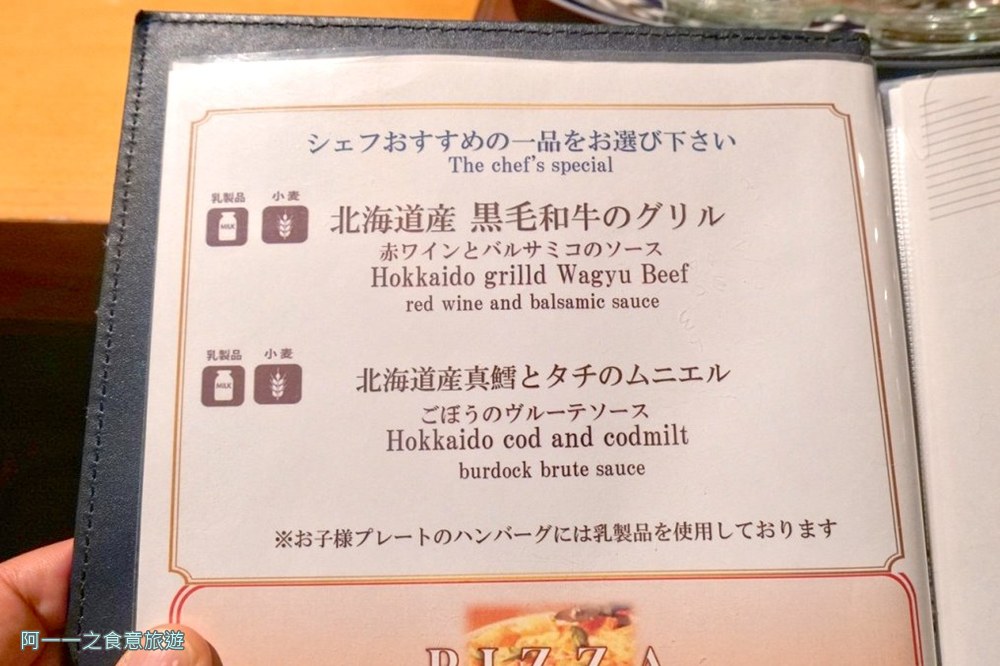 シェフおすすめの一品をお選び下さい
The chef's special
乳製品 小麦
MILK
北海道産 黒毛和牛のグリル
赤ワインとバルサミコのソース
Hokkaido grilld Wagyu Beef
red wine and balsamic sauce
乳製品 小麦
MILK
北海道産真鱈とタチのムニエル
ごぼうのヴルーテソース
Hokkaido cod and codmilt
burdock brute sauce
※お子様プレートのハンバーグには乳製品を使用しております
PIZZA
阿一一之食意旅遊